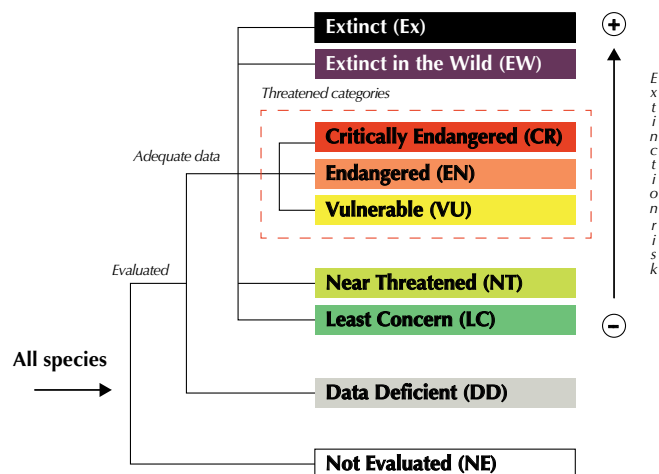 Extinct (Ex)
Extinct in the Wild (EW)
Threatened categories
Critically Endangered (CR)
Adequate data
Endangered (EN)
Vulnerable (VU)
Evaluated
Near Threatened (NT)
Least Concern (LC)
All species
Data Deficient (DD)
Not Evaluated (NE)
+
Extinction risk
−